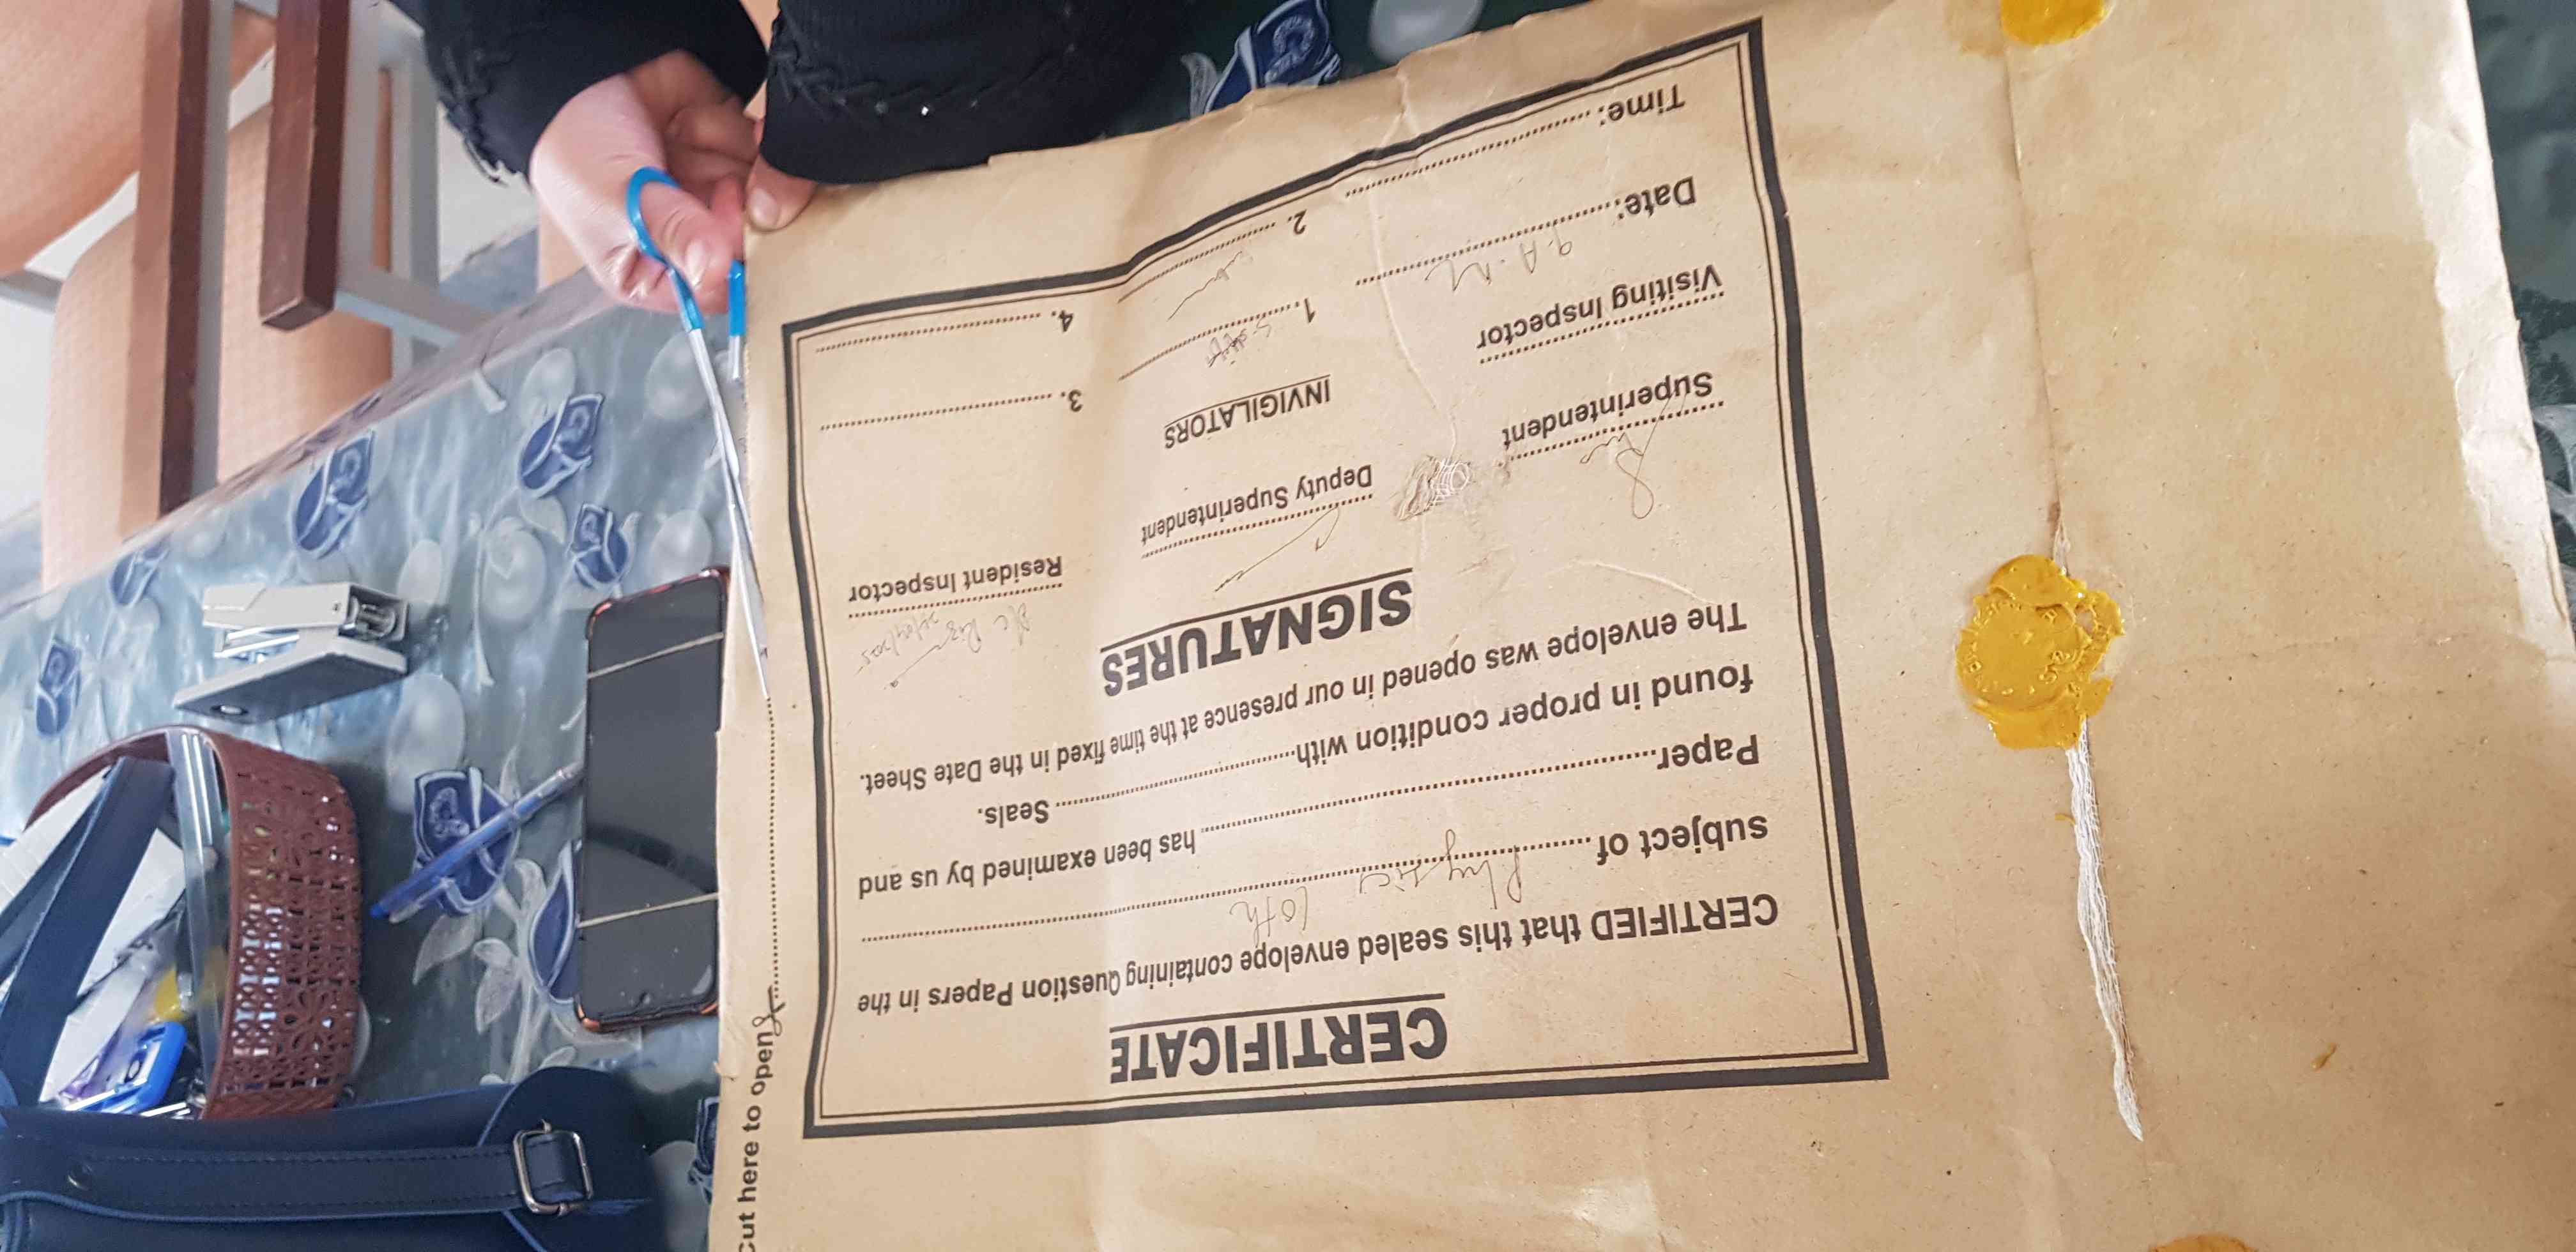 Cut here to open
CERTIFICATE
CERTIFIED that this sealed envelope containing Question Papers in the
subject of Physics 10th
Paper has been examined by us and
found in proper condition with Seals.
The envelope was opened in our presence at the time fixed in the Date Sheet.
SIGNATURES
Superintendent Deputy Superintendent Resident Inspector
Visiting Inspector
INVIGILATORS
Date: 9.A.M 1. 3.
Time: 2. 4.